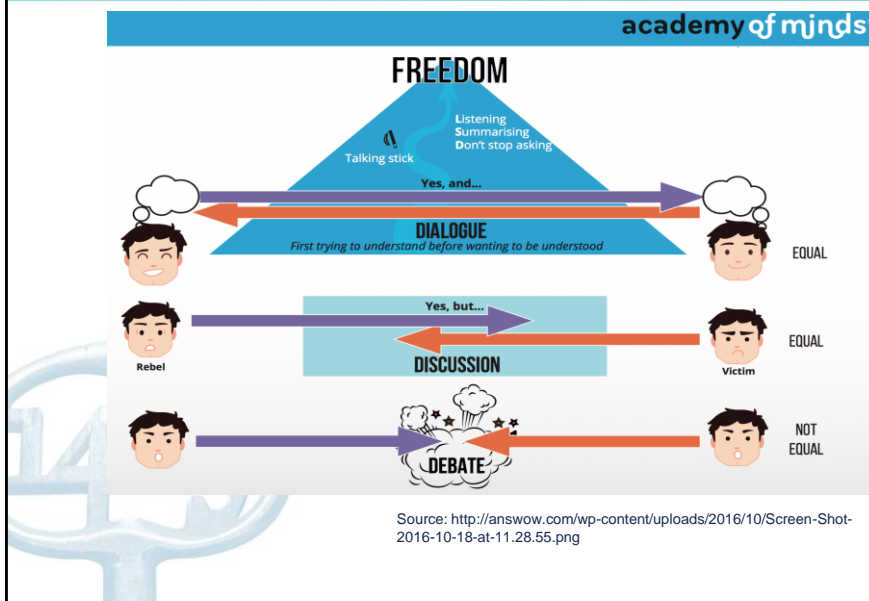 academy of minds
FREEDOM
Listening
Summarising
Don't stop asking
Talking stick
Yes, and...
DIALOGUE
First trying to understand before wanting to be understood
EQUAL
Yes, but...
EQUAL
DISCUSSION
Rebel
Victim
NOT
EQUAL
DEBATE
Source: http://answow.com/wp-content/uploads/2016/10/Screen-Shot-
2016-10-18-at-11.28.55.png